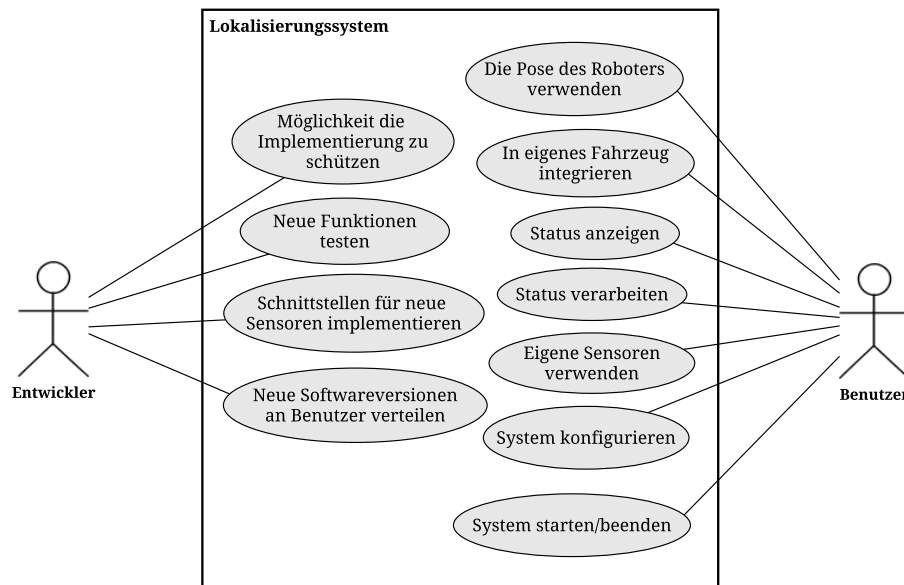 Lokalisierungssystem
Die Pose des Roboters
verwenden
Möglichkeit die
Implementierung zu
schützen
In eigenes Fahrzeug
integrieren
Neue Funktionen
testen
Status anzeigen
Schnittstellen für neue
Sensoren implementieren
Status verarbeiten
Eigene Sensoren
verwenden
Entwickler
Benutzer
Neue Softwareversionen
an Benutzer verteilen
System konfigurieren
System starten/beenden